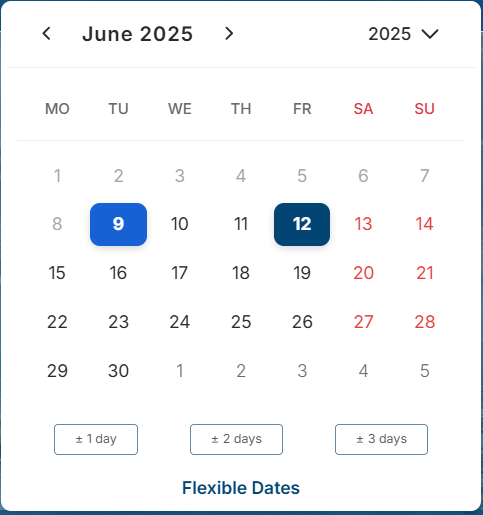 June 2025 2025
MO TU WE TH FR SA SU
1 2 3 4 5 6 7
8 9 10 11 12 13 14
15 16 17 18 19 20 21
22 23 24 25 26 27 28
29 30 1 2 3 4 5
± 1 day ± 2 days ± 3 days
Flexible Dates